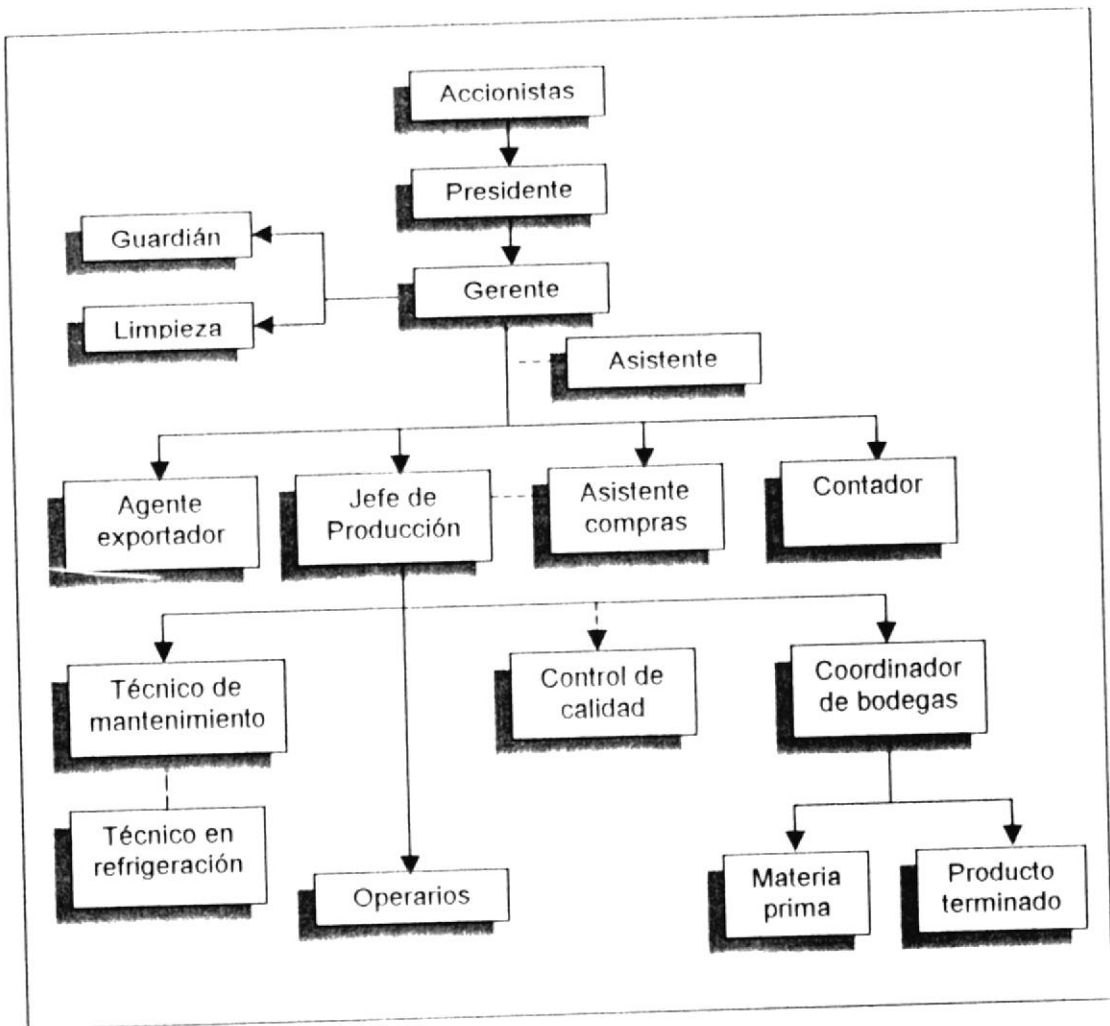 Accionistas
Presidente
Guardián
Gerente
Limpieza
Asistente
Agente
exportador
Jefe de
Producción
Asistente
compras
Contador
Técnico de
mantenimiento
Control de
calidad
Coordinador
de bodegas
Técnico en
refrigeración
Operarios
Materia
prima
Producto
terminado